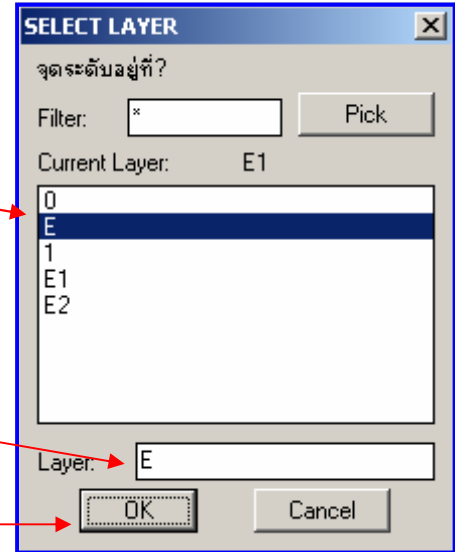 SELECT LAYER
จุดระดับอยู่ที่?
Filter: * Pick
Current Layer: E1
0
E
1
E1
E2
Layer: E
OK Cancel